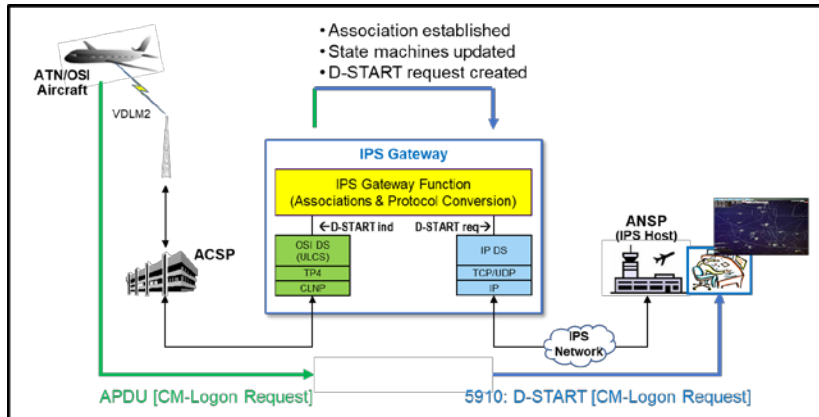 • Association established
• State machines updated
• D-START request created
ATN/OSI
Aircraft
VDLM2
IPS Gateway
IPS Gateway Function
(Associations & Protocol Conversion)
←D-START ind
D-START req→
OSI DS
(ULCS)
TP4
CLNP
IP DS
TCP/UDP
IP
ACSP
ANSP
(IPS Host)
IPS
Network
APDU [CM-Logon Request]
5910: D-START [CM-Logon Request]